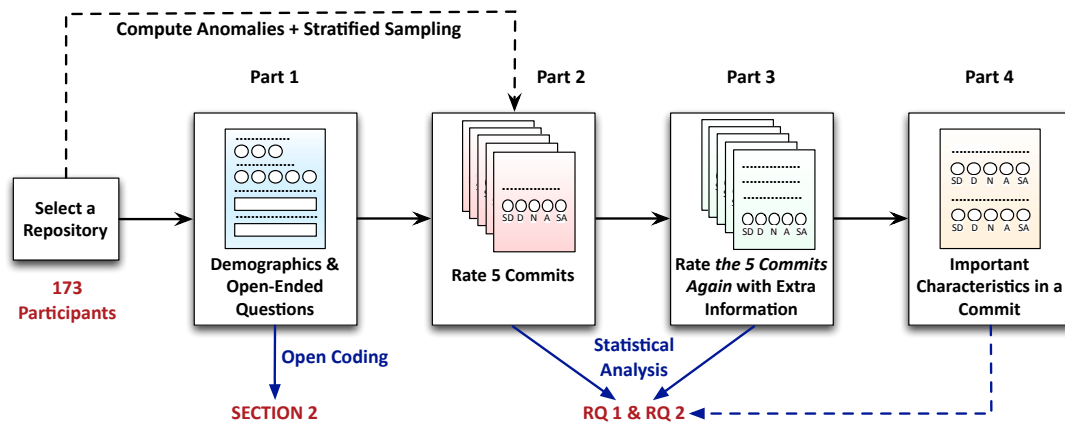 Compute Anomalies + Stratified Sampling
Part 1
Part 2
Part 3
Part 4
Select a
Repository
173
Participants
Demographics &
Open-Ended
Questions
SD D N A SA
Rate 5 Commits
SD D N A SA
Rate the 5 Commits
Again with Extra
Information
SD D N A SA
SD D N A SA
Important
Characteristics in a
Commit
Open Coding
Statistical
Analysis
SECTION 2
RQ 1 & RQ 2